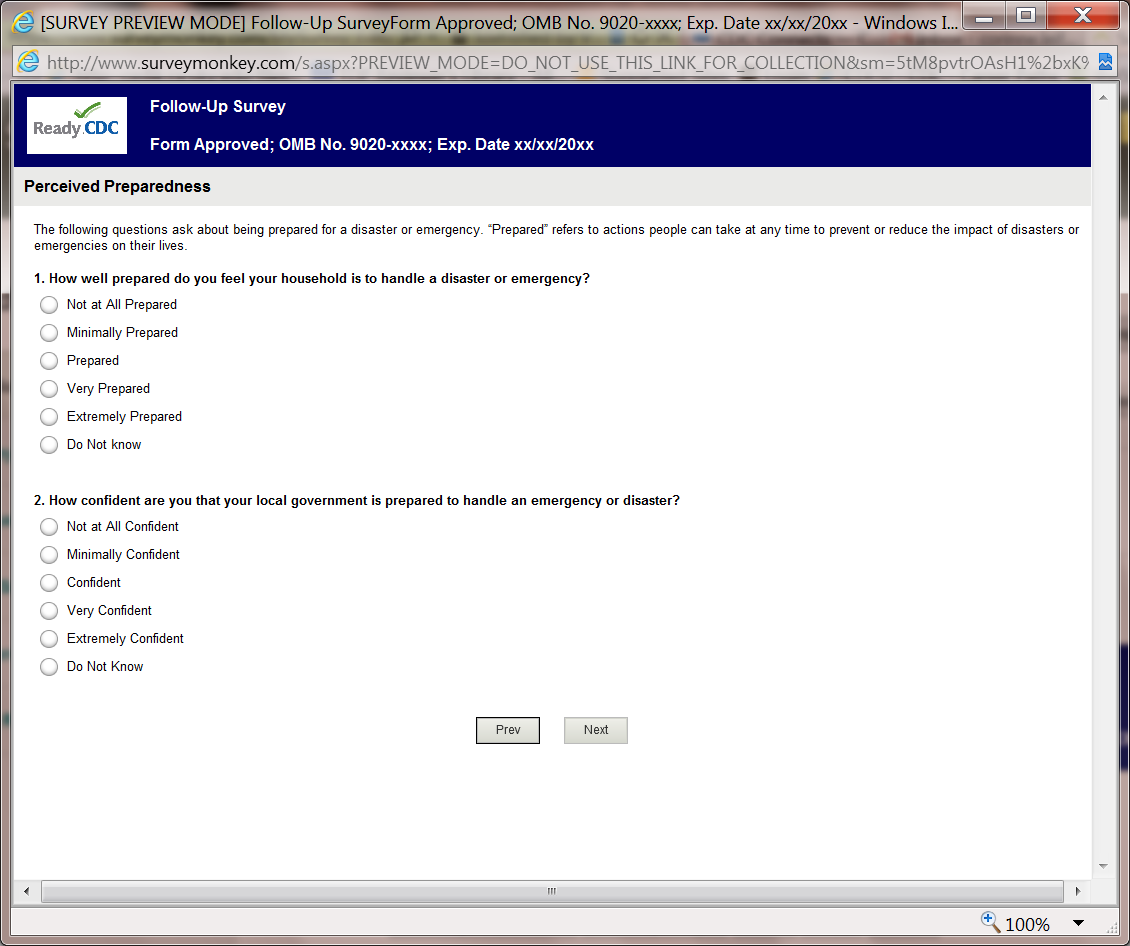 [SURVEY PREVIEW MODE] Follow-Up SurveyForm Approved; OMB No. 9020-xxxx; Exp. Date xx/xx/20xx - Windows I...
http://www.surveymonkey.com/s.aspx?PREVIEW_MODE=DO_NOT_USE_THIS_LINK_FOR_COLLECTION&sm=5tM8pvtrOAsH1%2bxK%
Ready CDC
Follow-Up Survey
Form Approved; OMB No. 9020-xxxx; Exp. Date xx/xx/20xx
Perceived Preparedness
The following questions ask about being prepared for a disaster or emergency. “Prepared” refers to actions people can take at any time to prevent or reduce the impact of disasters or
emergencies on their lives.
1. How well prepared do you feel your household is to handle a disaster or emergency?
Not at All Prepared
Minimally Prepared
Prepared
Very Prepared
Extremely Prepared
Do Not know
2. How confident are you that your local government is prepared to handle an emergency or disaster?
Not at All Confident
Minimally Confident
Confident
Very Confident
Extremely Confident
Do Not Know
Prev Next
100%